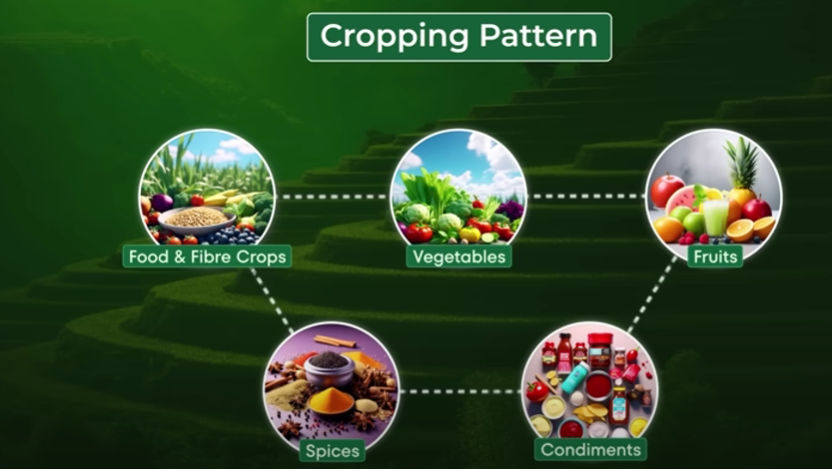 Cropping Pattern
Food & Fibre Crops
Vegetables
Fruits
Spices
Condiments